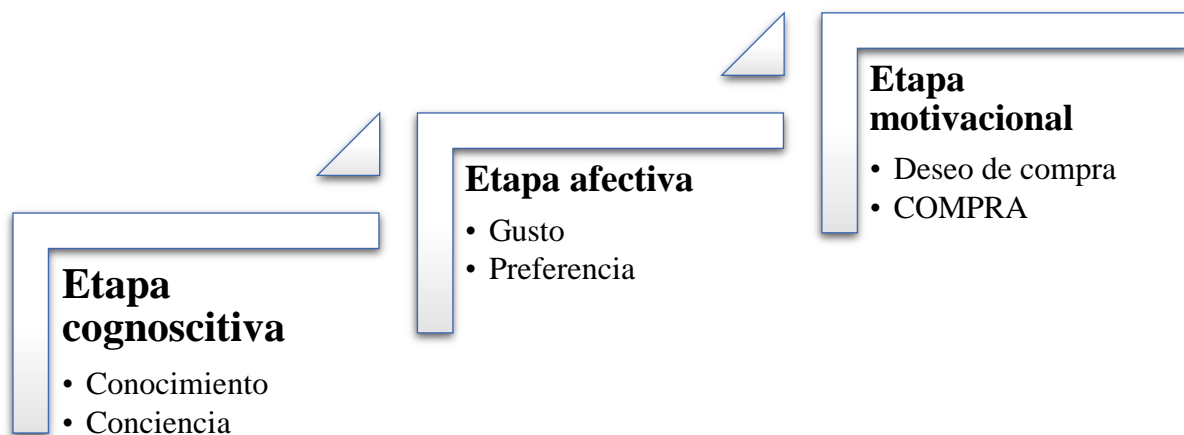 Etapa
cognoscitiva
• Conocimiento
• Conciencia
Etapa afectiva
• Gusto
• Preferencia
Etapa
motivacional
• Deseo de compra
• COMPRA